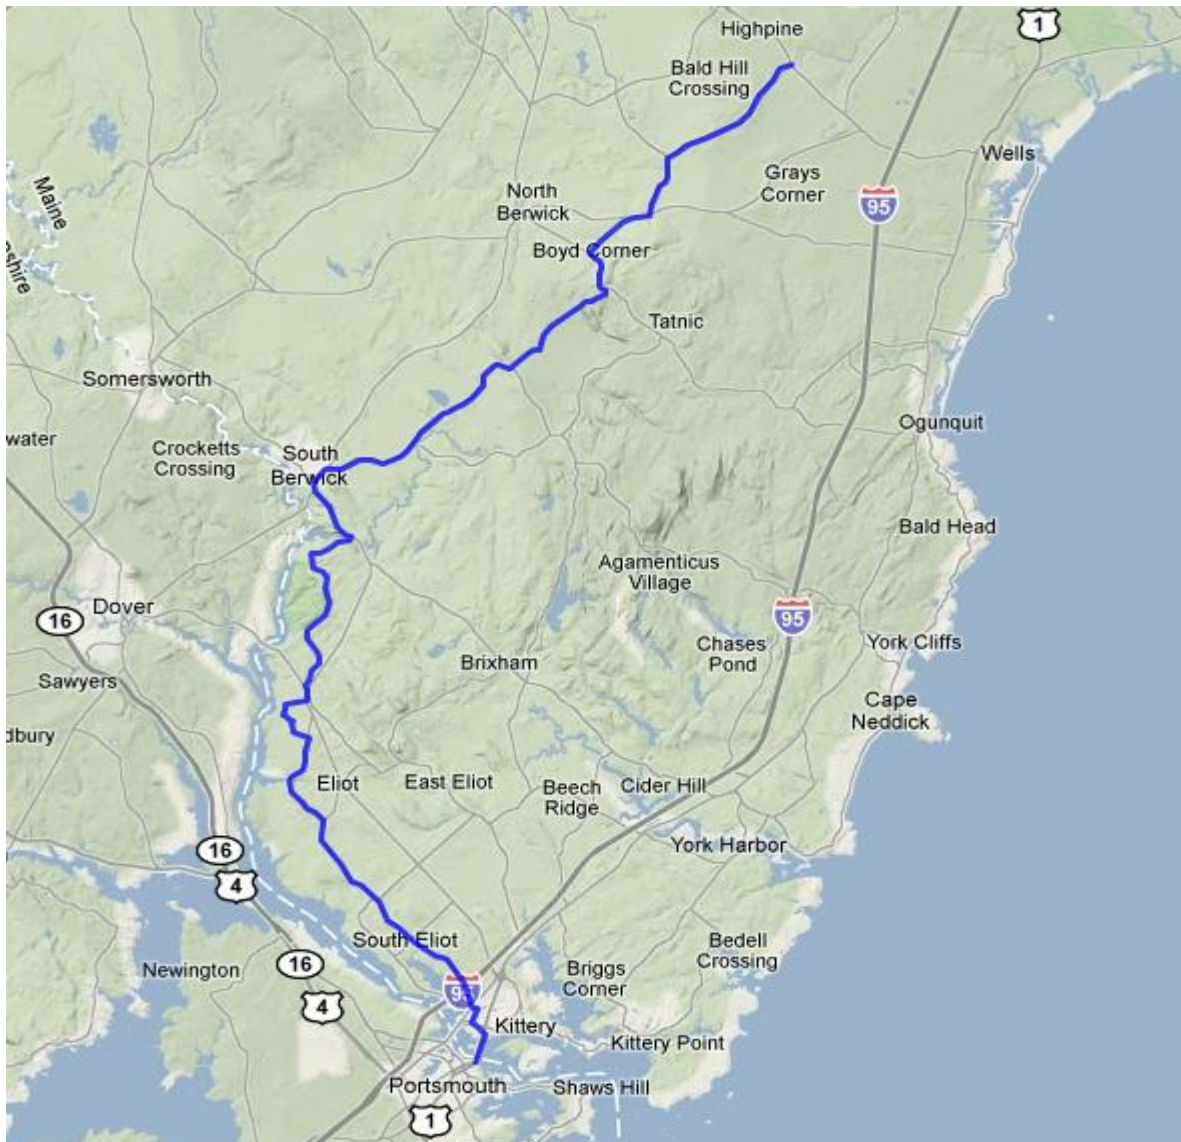 1
Highpine
Bald Hill
Crossing
Wells
Grays
Corner
Maine
North
Berwick
95
shire
Boyd Corner
Tatnic
Somersworth
Ogunquit
water
Crocketts
Crossing
South
Berwick
Bald Head
Agamenticus
Village
Dover
16
95
York Cliffs
Chases
Pond
Brixham
Sawyers
Cape
Neddick
dbury
Eliot
East Eliot
Beech
Ridge
Cider Hill
York Harbor
16
4
South Eliot
Bedell
Crossing
16
Newington
Briggs
Corner
95
4
Kittery
Kittery Point
Portsmouth
Shaws Hill
1